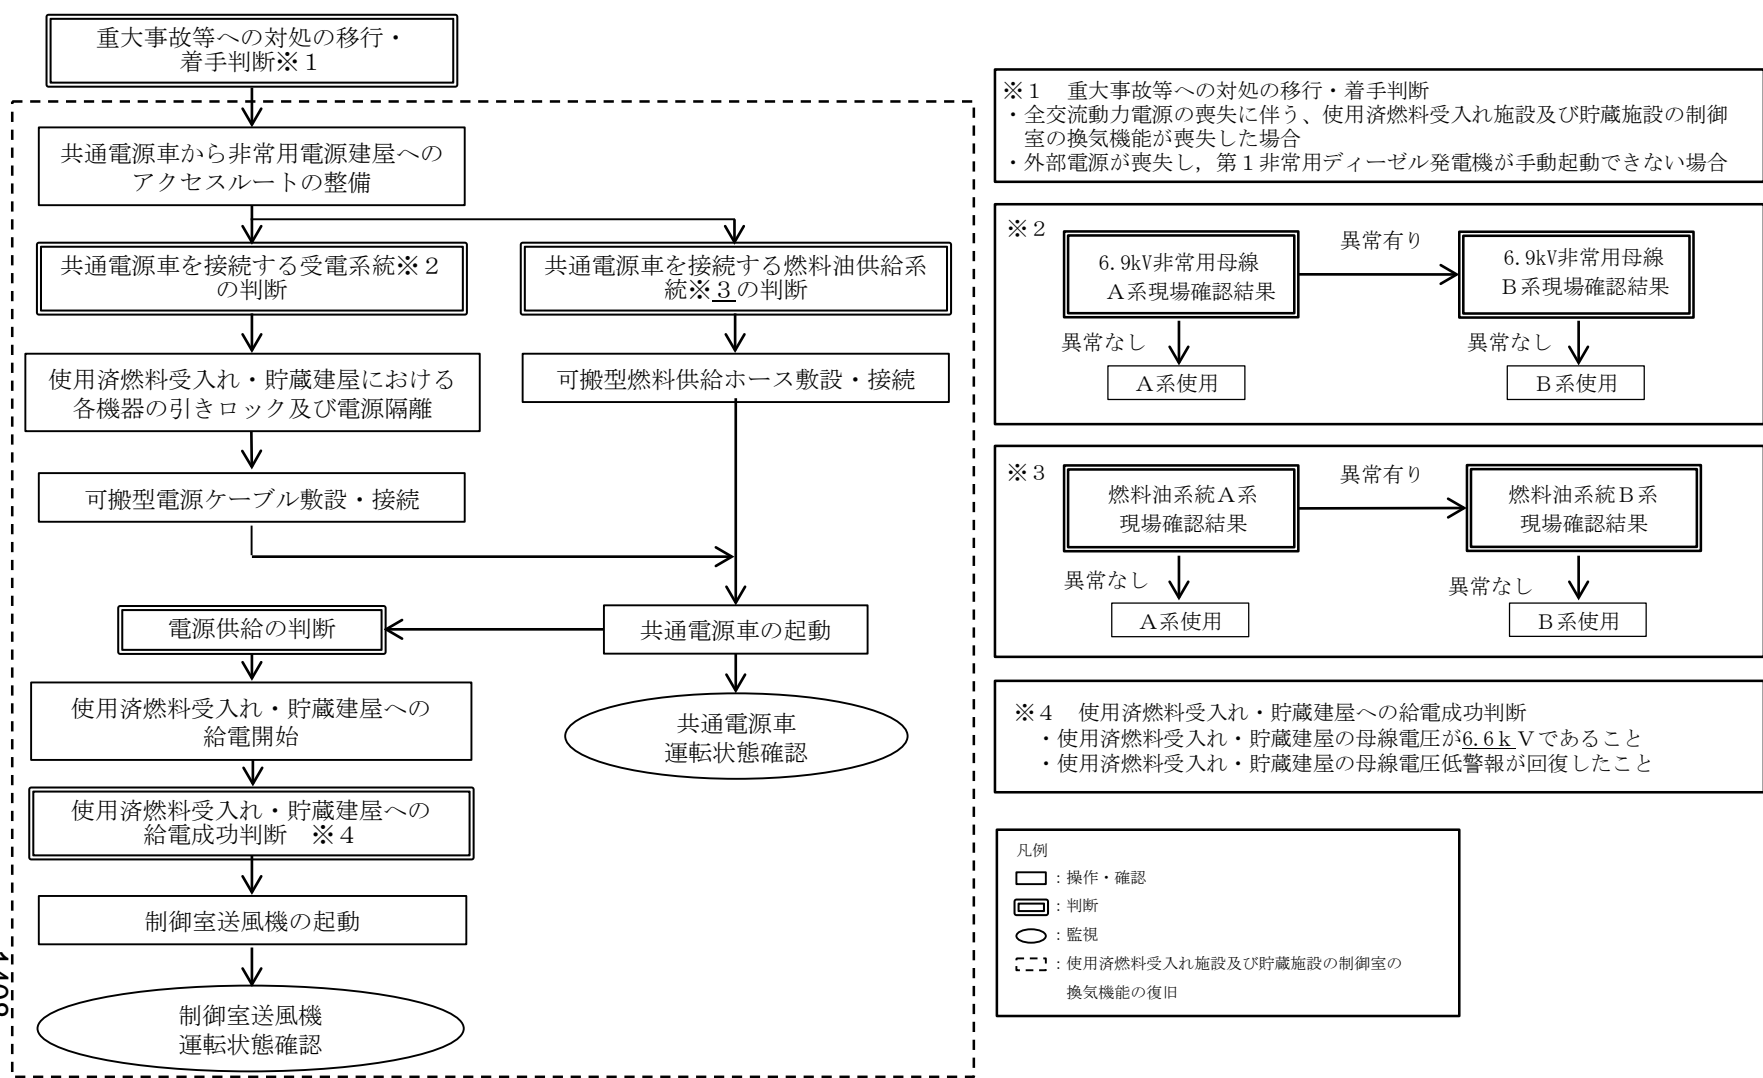 重大事故等への対処の移行・
着手判断※1
共通電源車から非常用電源建屋への
アクセスルートの整備
共通電源車を接続する受電系統※2
の判断
共通電源車を接続する燃料油供給系
統※3の判断
使用済燃料受入れ・貯蔵建屋における
各機器の引きロック及び電源隔離
可搬型燃料供給ホース敷設・接続
可搬型電源ケーブル敷設・接続
電源供給の判断
共通電源車の起動
使用済燃料受入れ・貯蔵建屋への
給電開始
共通電源車
運転状態確認
使用済燃料受入れ・貯蔵建屋への
給電成功判断 ※4
制御室送風機の起動
制御室送風機
運転状態確認
※1 重大事故等への対処の移行・着手判断
・全交流動力電源の喪失に伴う、使用済燃料受入れ施設及び貯蔵施設の制御
室の換気機能が喪失した場合
・外部電源が喪失し，第1非常用ディーゼル発電機が手動起動できない場合
※2
6.9kV非常用母線
A系現場確認結果
異常有り
6.9kV非常用母線
B系現場確認結果
異常なし
異常なし
A系使用
B系使用
※3
燃料油系統A系
現場確認結果
異常有り
燃料油系統B系
現場確認結果
異常なし
異常なし
A系使用
B系使用
※4 使用済燃料受入れ・貯蔵建屋への給電成功判断
・使用済燃料受入れ・貯蔵建屋の母線電圧が6.6kVであること
・使用済燃料受入れ・貯蔵建屋の母線電圧低警報が回復したこと
凡例
：操作・確認
：判断
：監視
：使用済燃料受入れ施設及び貯蔵施設の制御室の
換気機能の復旧